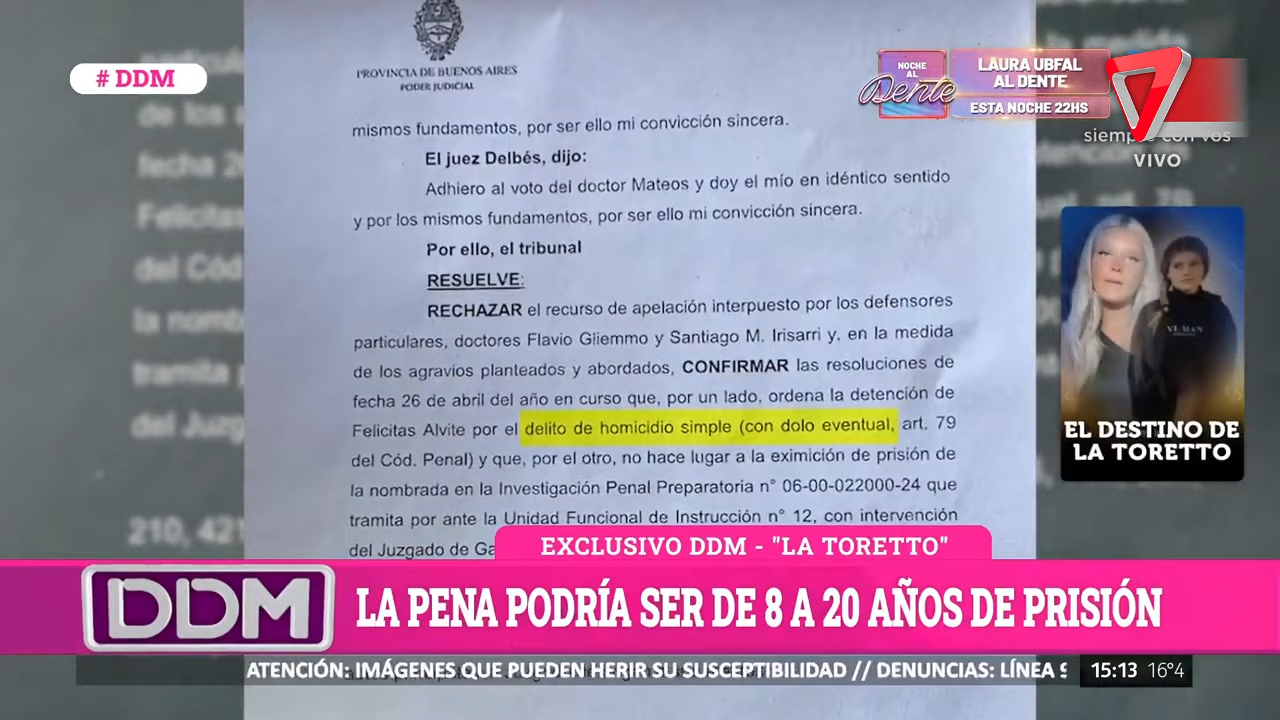 # DDM
NOCHE
AL
Dente
LAURA UBFAL
AL DENTE
ESTA NOCHE 22HS
siempre con vos
VIVO
PROVINCIA DE BUENOS AIRES
PODER JUDICIAL
mismos fundamentos, por ser ello mi convicción sincera.
El juez Delbés, dijo:
Adhiero al voto del doctor Mateos y doy el mío en idéntico sentido
y por los mismos fundamentos, por ser ello mi convicción sincera.
Por ello, el tribunal
RESUELVE:
RECHAZAR el recurso de apelación interpuesto por los defensores
particulares, doctores Flavio Gliemmo y Santiago M. Irisarri y, en la medida
de los agravios planteados y abordados, CONFIRMAR las resoluciones de
fecha 26 de abril del año en curso que, por un lado, ordena la detención de
Felicitas Alvite por el delito de homicidio simple (con dolo eventual, art. 79
del Cód. Penal) y que, por el otro, no hace lugar a la eximición de prisión de
la nombrada en la Investigación Penal Preparatoria n° 06-00-022000-24 que
tramita por ante la Unidad Funcional de Instrucción n° 12, con intervención
del Juzgado de Ga
EL DESTINO DE
LA TORETTO
EXCLUSIVO DDM - "LA TORETTO"
DDM
LA PENA PODRÍA SER DE 8 A 20 AÑOS DE PRISIÓN
ATENCIÓN: IMÁGENES QUE PUEDEN HERIR SU SUSCEPTIBILIDAD // DENUNCIAS: LÍNEA 9
15:13 16°4